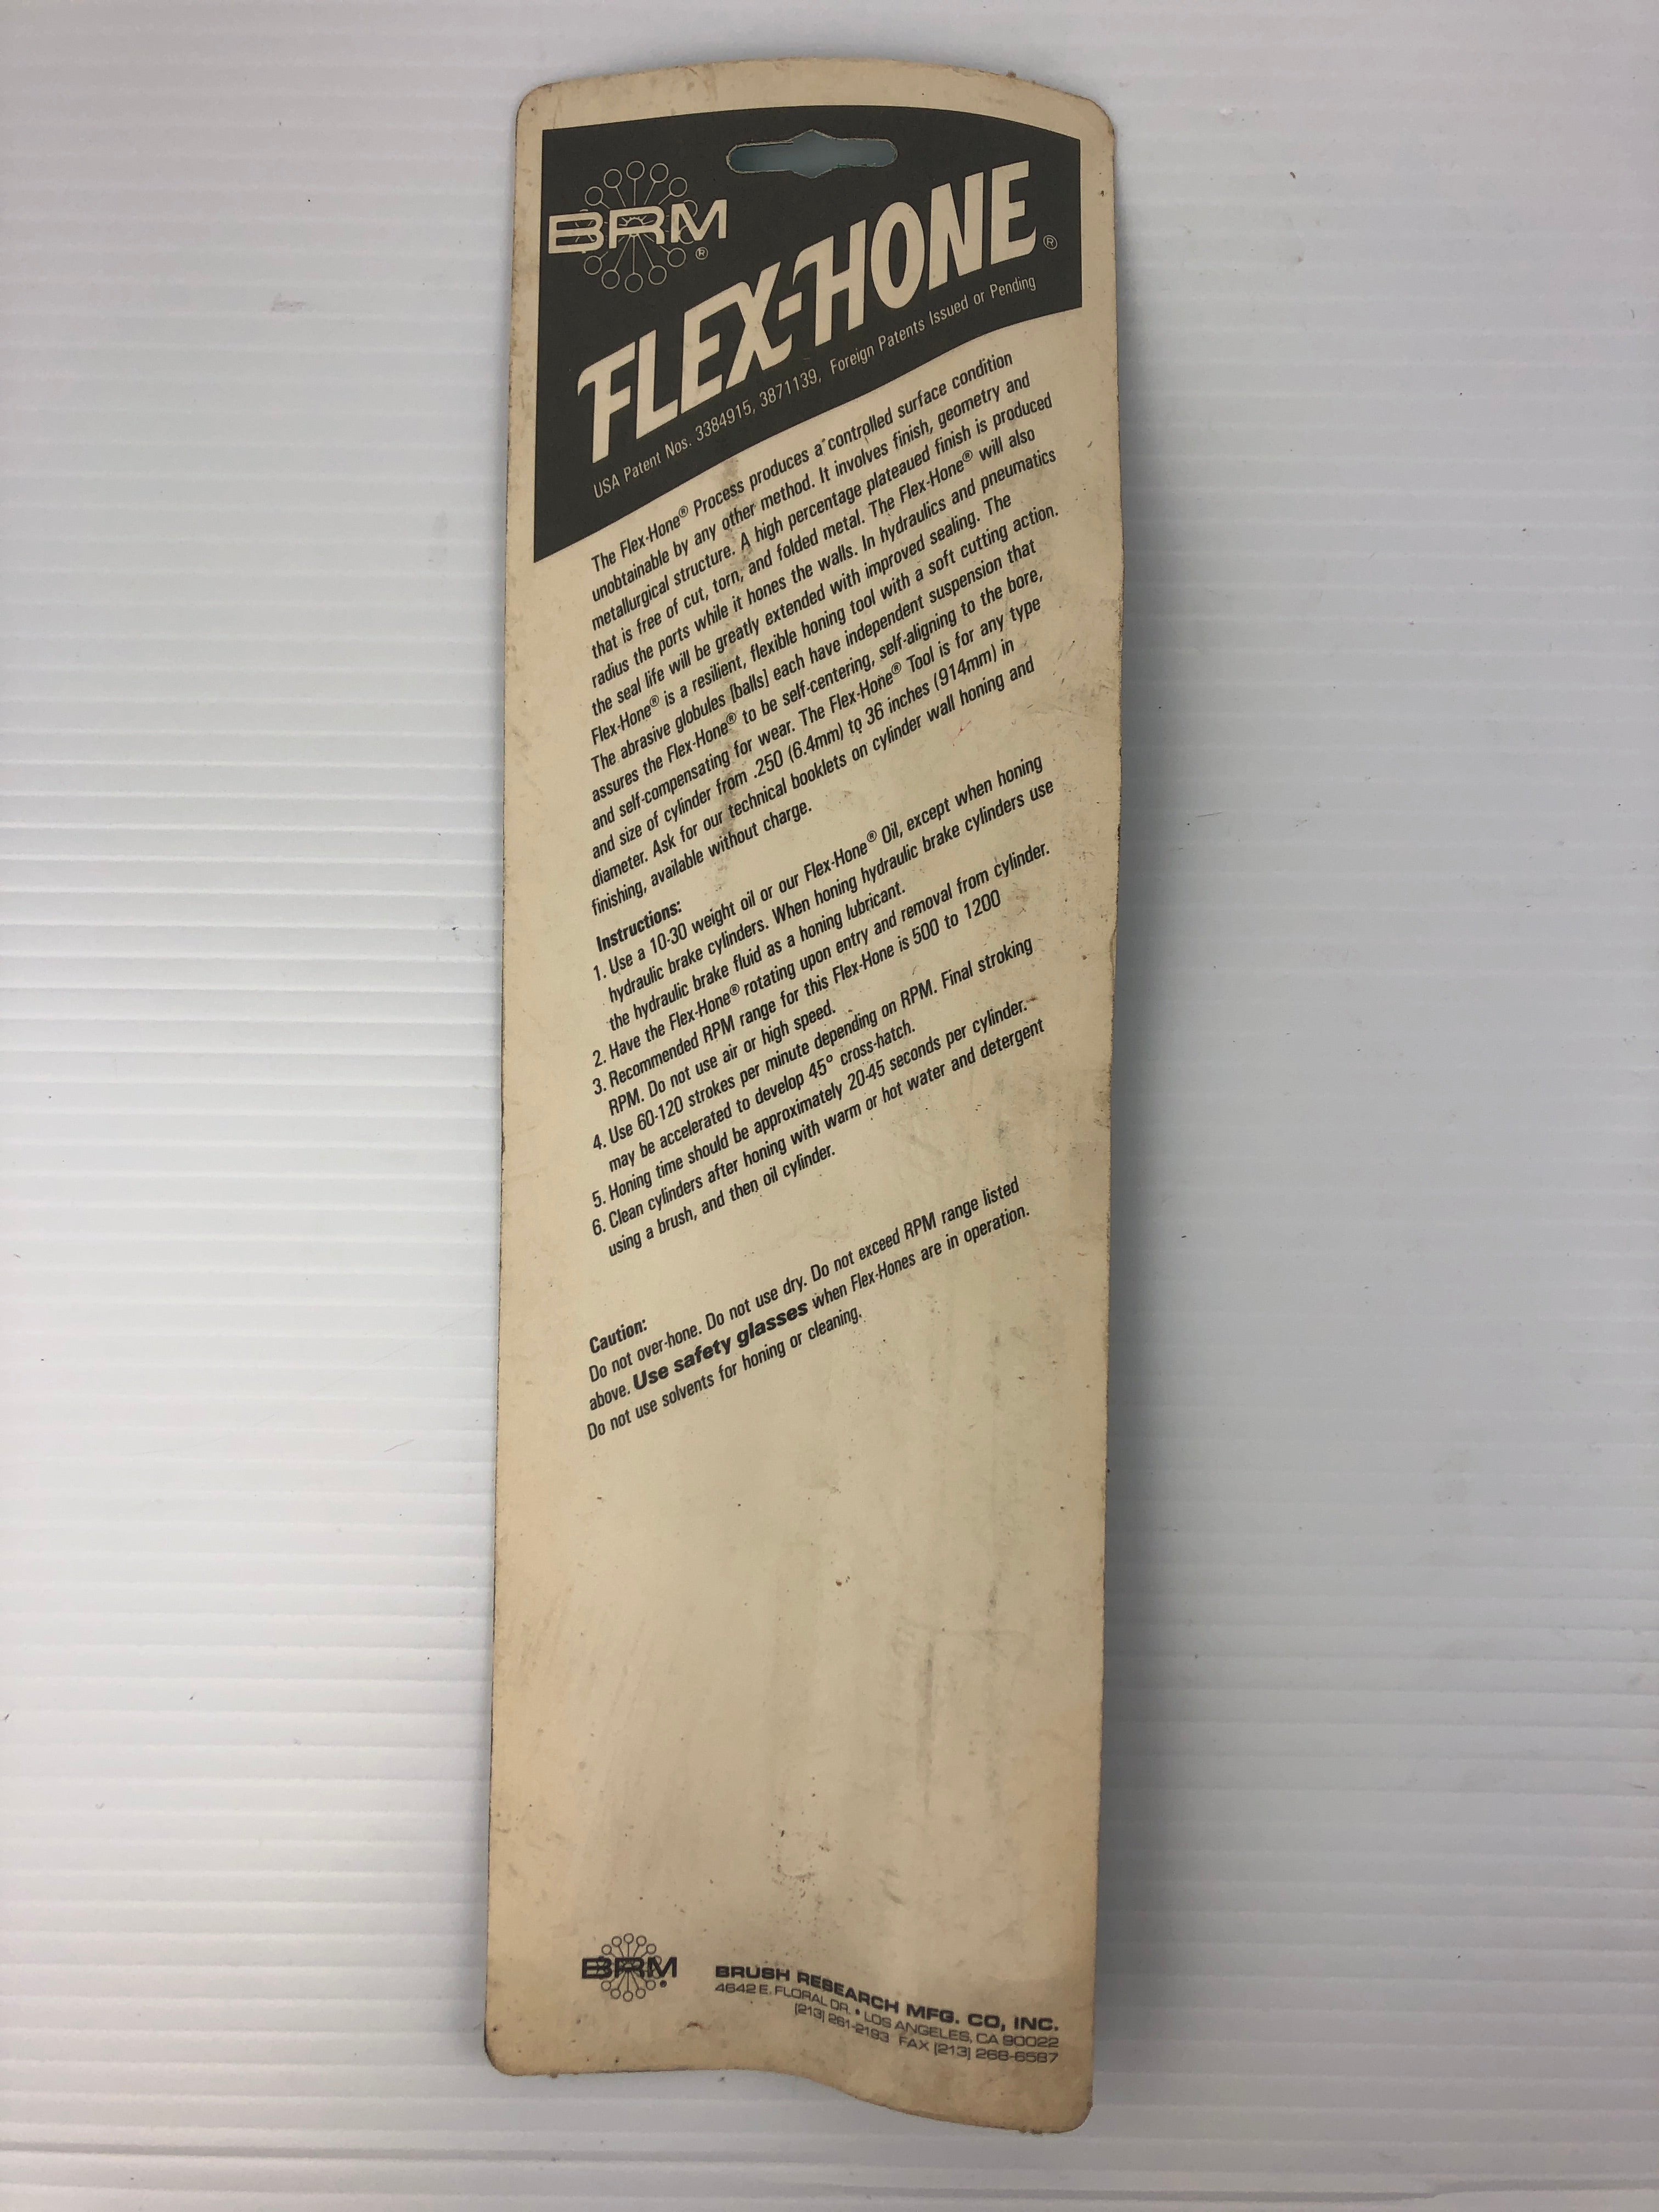 BRM®
FLEX-HONE®
USA Patent Nos. 3384915, 3871139, Foreign Patents Issued or Pending
The Flex-Hone® Process produces a controlled surface condition
unobtainable by any other method. It involves finish, geometry and
metallurgical structure. A high percentage plateaued finish is produced
that is free of cut, torn, and folded metal. The Flex-Hone® will also
radius the ports while it hones the walls. In hydraulics and pneumatics
the seal life will be greatly extended with improved sealing. The
Flex-Hone® is a resilient, flexible honing tool with a soft cutting action.
The abrasive globules [balls] each have independent suspension that
assures the Flex-Hone® to be self-centering, self-aligning to the bore,
and self-compensating for wear. The Flex-Hone® Tool is for any type
and size of cylinder from .250 (6.4mm) to 36 inches (914mm) in
diameter. Ask for our technical booklets on cylinder wall honing and
finishing, available without charge.
Instructions:
1. Use a 10-30 weight oil or our Flex-Hone® Oil, except when honing
hydraulic brake cylinders. When honing hydraulic brake cylinders use
the hydraulic brake fluid as a honing lubricant.
2. Have the Flex-Hone® rotating upon entry and removal from cylinder.
3. Recommended RPM range for this Flex-Hone is 500 to 1200
RPM. Do not use air or high speed.
4. Use 60-120 strokes per minute depending on RPM. Final stroking
may be accelerated to develop 45° cross-hatch.
5. Honing time should be approximately 20-45 seconds per cylinder.
6. Clean cylinders after honing with warm or hot water and detergent
using a brush, and then oil cylinder.
Caution:
Do not over-hone. Do not use dry. Do not exceed RPM range listed
above. Use safety glasses when Flex-Hones are in operation.
Do not use solvents for honing or cleaning.
BRM®
BRUSH RESEARCH MFG. CO, INC.
4642 E. FLORAL DR. • LOS ANGELES, CA 90022
(213) 261-2193 FAX (213) 268-6587